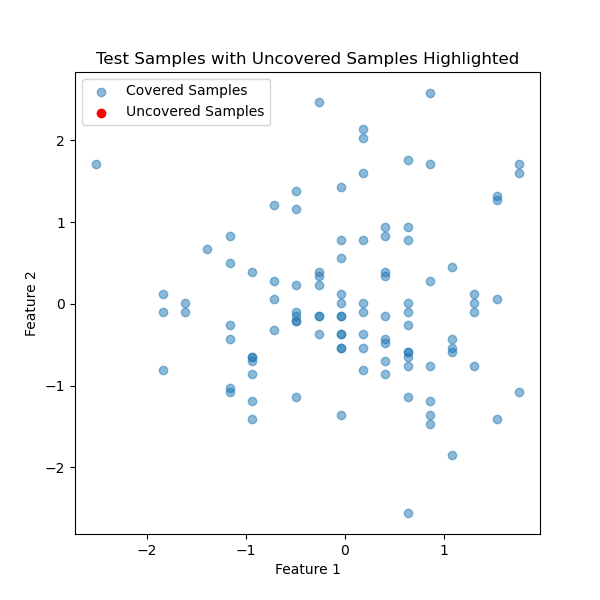 Test Samples with Uncovered Samples Highlighted
Covered Samples
Uncovered Samples
2
1
0
−1
−2
Feature 2
−2
−1
0
1
Feature 1